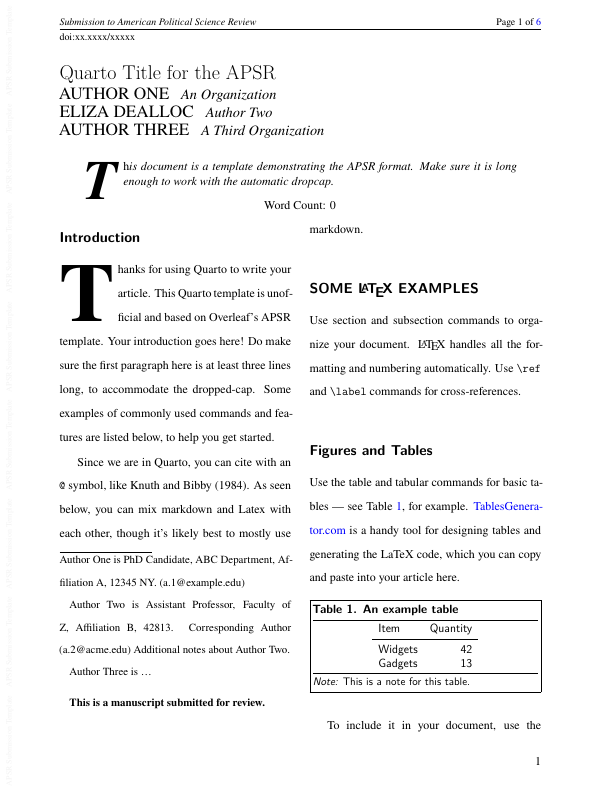 Submission to American Political Science Review
Page 1 of 6
doi:xx.xxxx/xxxxx
Quarto Title for the APSR
AUTHOR ONE An Organization
ELIZA DEALLOC Author Two
AUTHOR THREE A Third Organization
This document is a template demonstrating the APSR format. Make sure it is long
enough to work with the automatic dropcap.
Word Count: 0
Introduction
Thanks for using Quarto to write your
article. This Quarto template is unof-
ficial and based on Overleaf's APSR
template. Your introduction goes here! Do make
sure the first paragraph here is at least three lines
long, to accommodate the dropped-cap. Some
examples of commonly used commands and fea-
tures are listed below, to help you get started.
Since we are in Quarto, you can cite with an
@ symbol, like Knuth and Bibby (1984). As seen
below, you can mix markdown and Latex with
each other, though it's likely best to mostly use
Author One is PhD Candidate, ABC Department, Af-
filiation A, 12345 NY. (a.1@example.edu)
Author Two is Assistant Professor, Faculty of
Z, Affiliation B, 42813. Corresponding Author
(a.2@acme.edu) Additional notes about Author Two.
Author Three is …
This is a manuscript submitted for review.
markdown.
SOME LATEX EXAMPLES
Use section and subsection commands to orga-
nize your document. LATEX handles all the for-
matting and numbering automatically. Use \ref
and \label commands for cross-references.
Figures and Tables
Use the table and tabular commands for basic ta-
bles — see Table 1, for example. TablesGenera-
tor.com is a handy tool for designing tables and
generating the LaTeX code, which you can copy
and paste into your article here.
Table 1. An example table
Item Quantity
Widgets 42
Gadgets 13
Note: This is a note for this table.
To include it in your document, use the
1